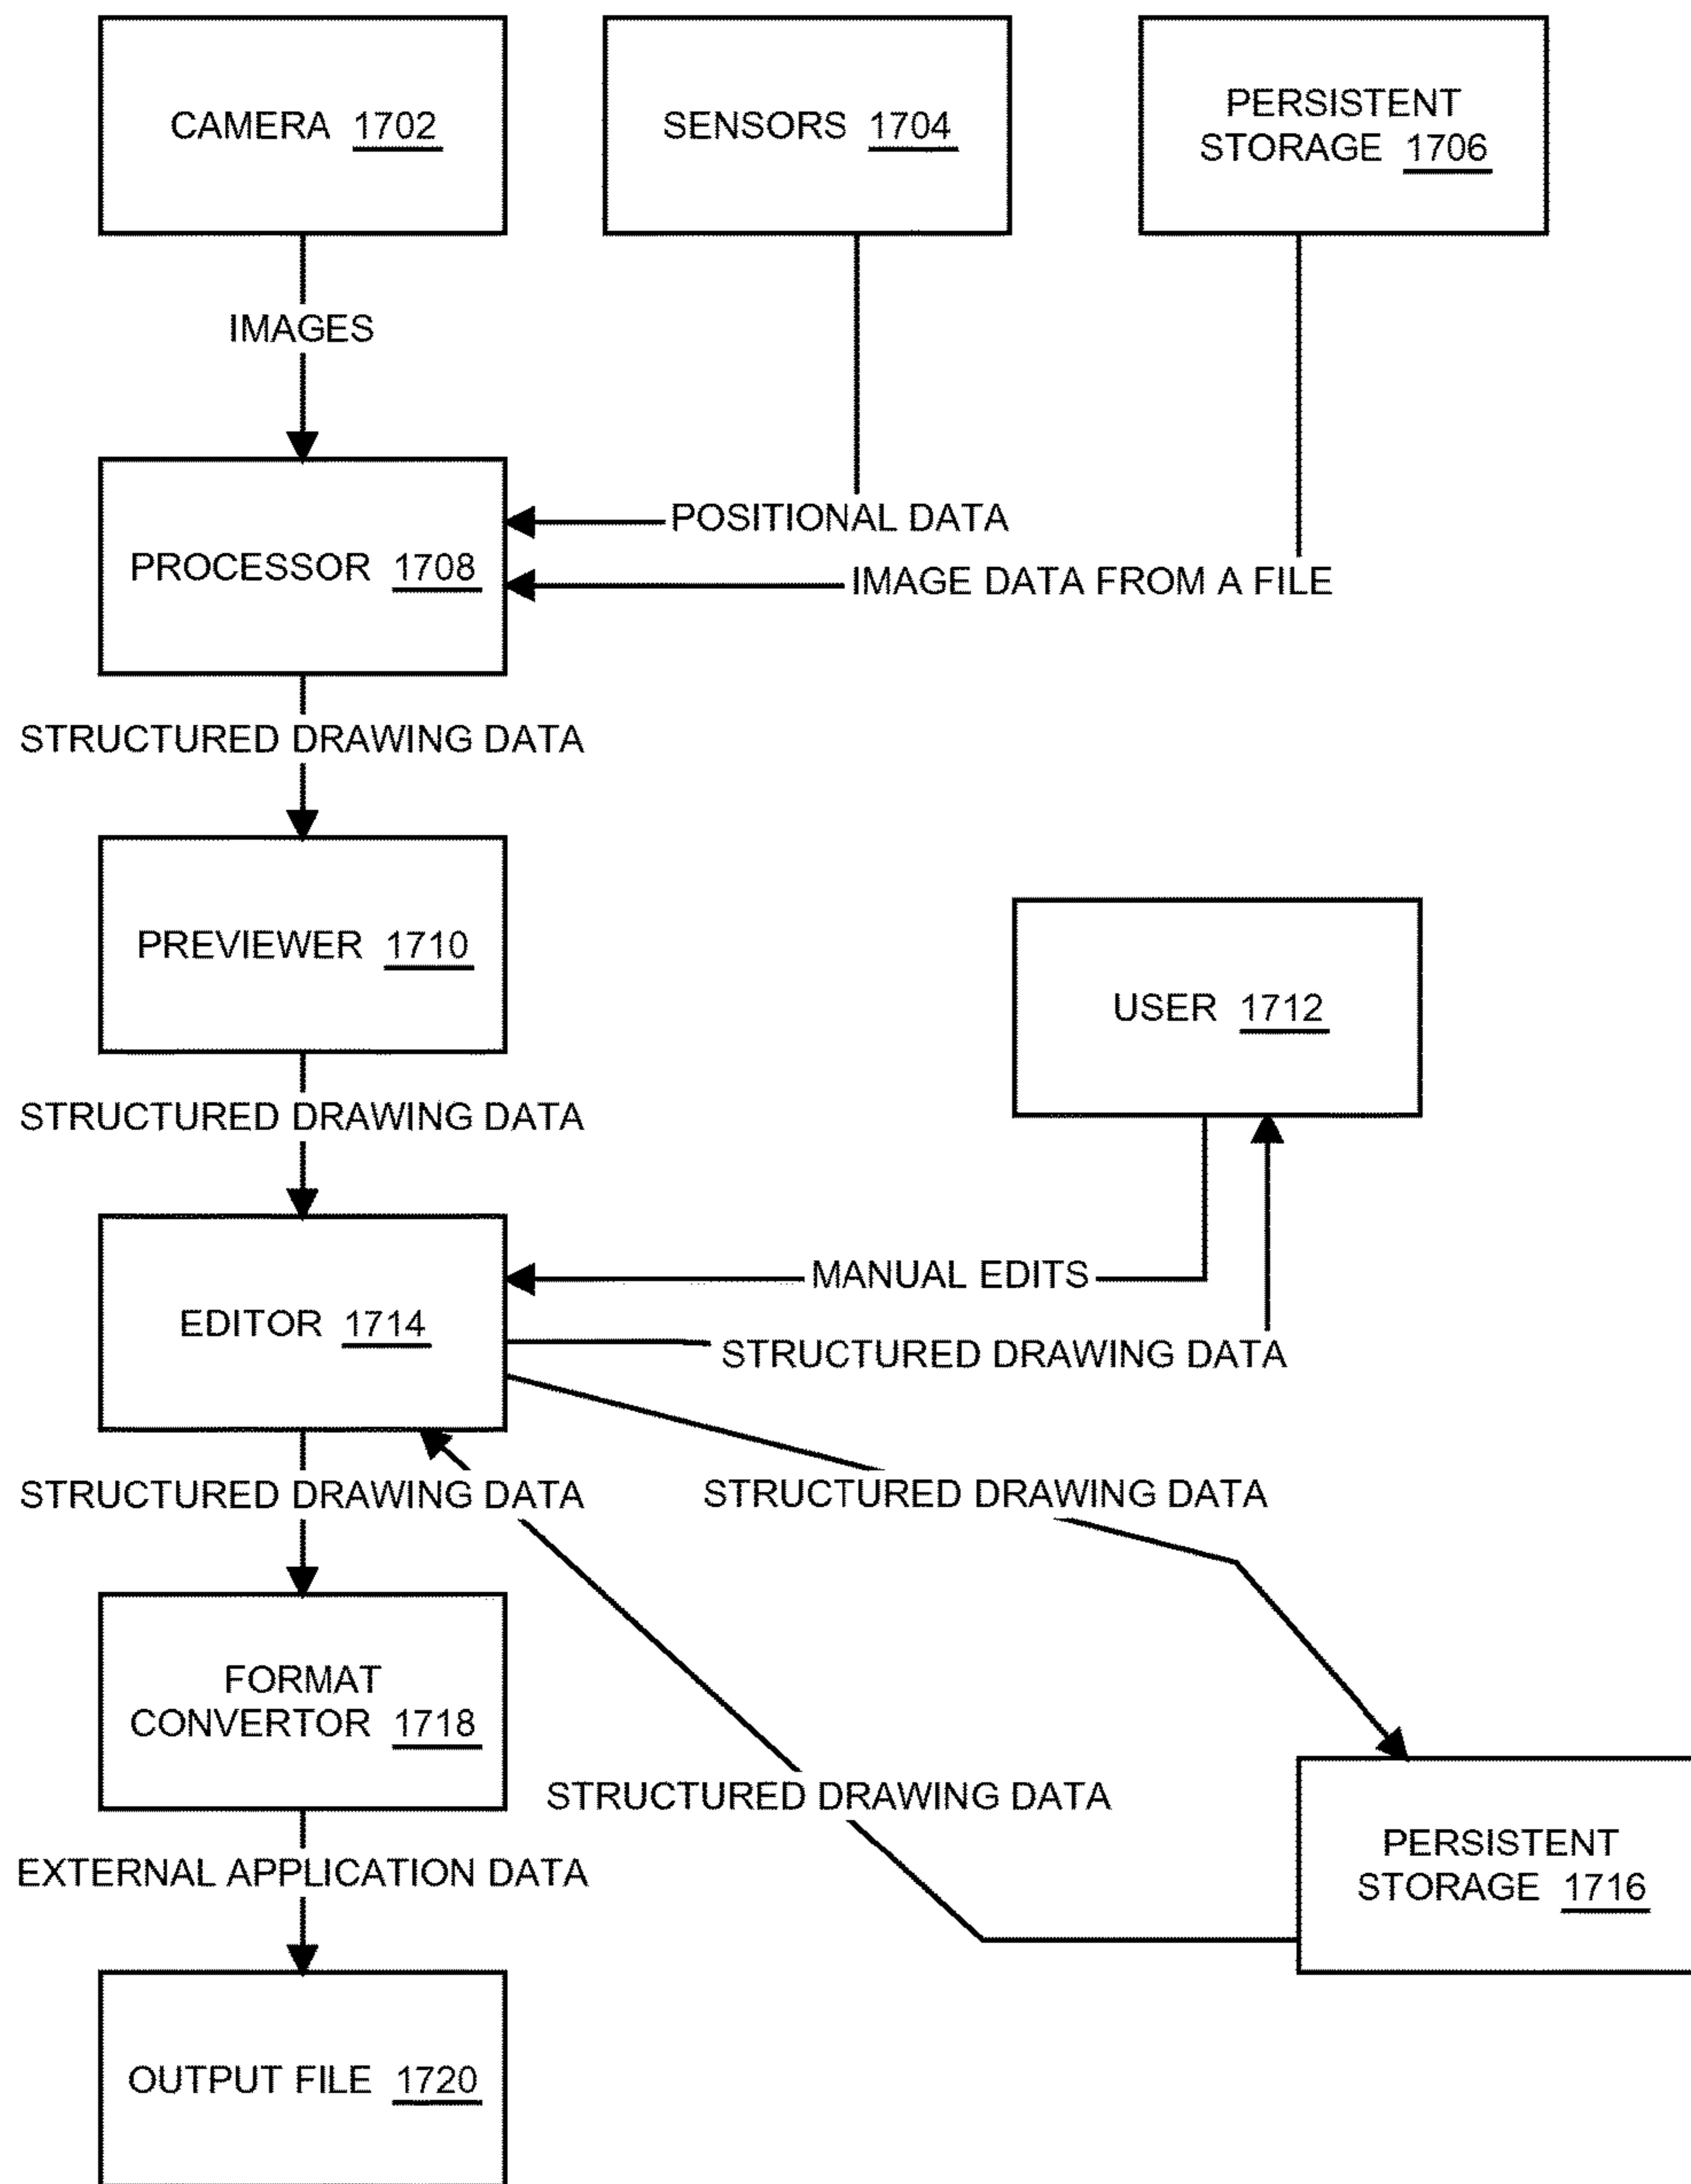 CAMERA 1702
SENSORS 1704
PERSISTENT
STORAGE 1706
IMAGES
POSITIONAL DATA
PROCESSOR 1708
IMAGE DATA FROM A FILE
STRUCTURED DRAWING DATA
PREVIEWER 1710
USER 1712
STRUCTURED DRAWING DATA
MANUAL EDITS
EDITOR 1714
STRUCTURED DRAWING DATA
STRUCTURED DRAWING DATA
STRUCTURED DRAWING DATA
FORMAT
CONVERTOR 1718
STRUCTURED DRAWING DATA
PERSISTENT
STORAGE 1716
EXTERNAL APPLICATION DATA
OUTPUT FILE 1720